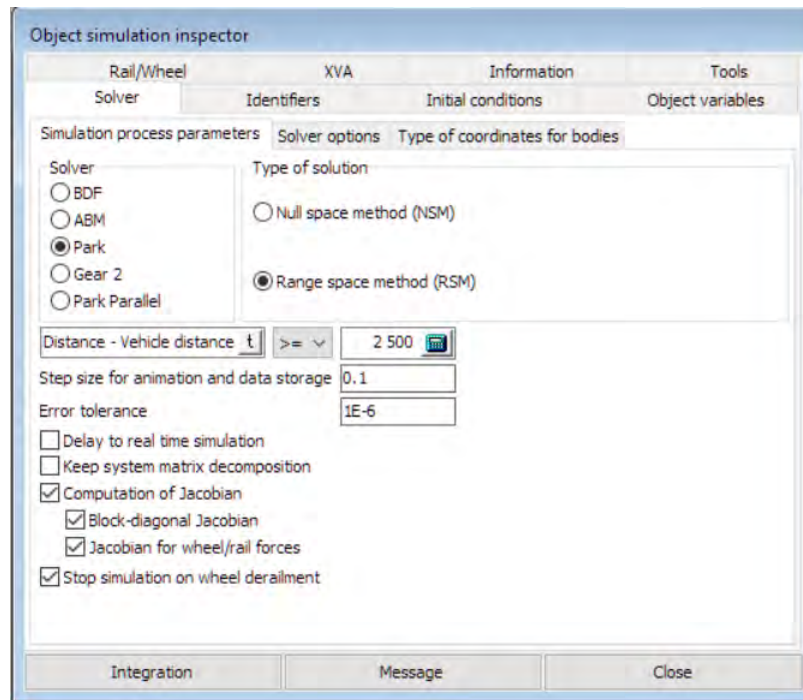 Object simulation inspector
Rail/Wheel XVA Information Tools
Solver Identifiers Initial conditions Object variables
Simulation process parameters Solver options Type of coordinates for bodies
Solver Type of solution
BDF
ABM
Null space method (NSM)
Park
Gear 2
Range space method (RSM)
Park Parallel
Distance - Vehicle distance t >= 2 500
Step size for animation and data storage 0.1
Error tolerance 1E-6
Delay to real time simulation
Keep system matrix decomposition
Computation of Jacobian
Block-diagonal Jacobian
Jacobian for wheel/rail forces
Stop simulation on wheel derailment
Integration Message Close